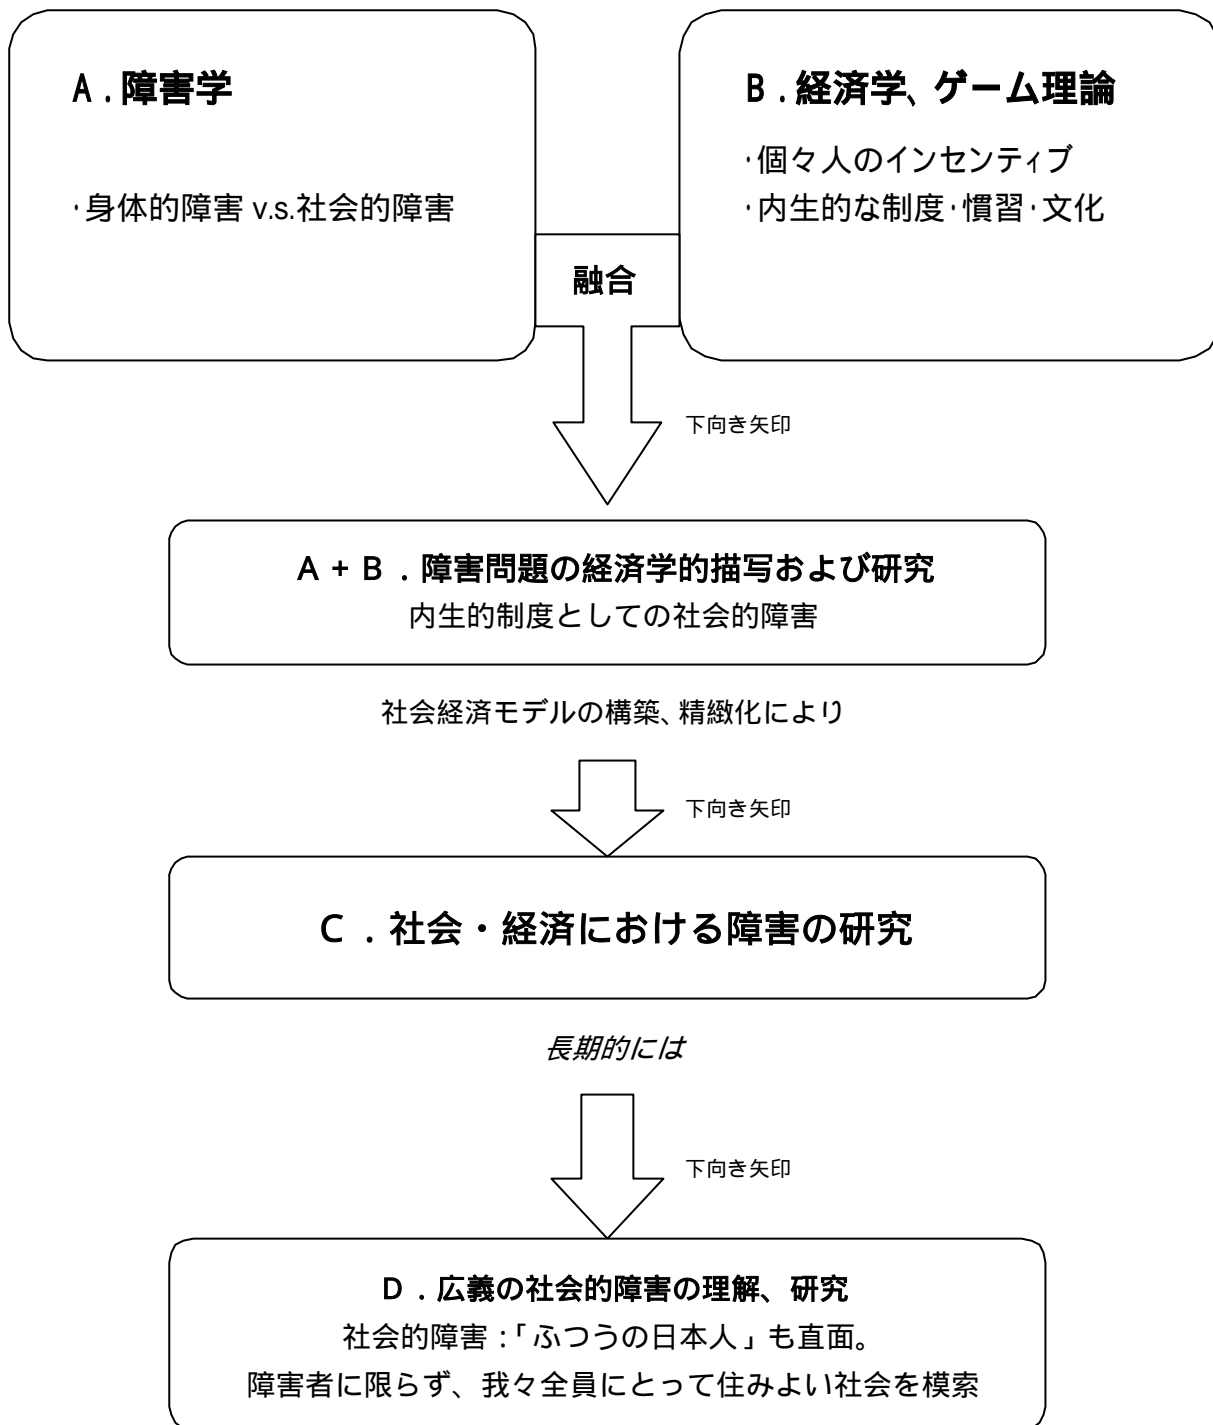 A．障害学
･身体的障害 v.s.社会的障害
B．経済学、ゲーム理論
･個々人のインセンティブ
･内生的な制度･慣習･文化
融合
下向き矢印
A + B ．障害問題の経済学的描写および研究
内生的制度としての社会的障害
社会経済モデルの構築、精緻化により
下向き矢印
C ．社会・経済における障害の研究
長期的には
下向き矢印
D ．広義の社会的障害の理解、研究
社会的障害：「ふつうの日本人」も直面。
障害者に限らず、我々全員にとって住みよい社会を模索